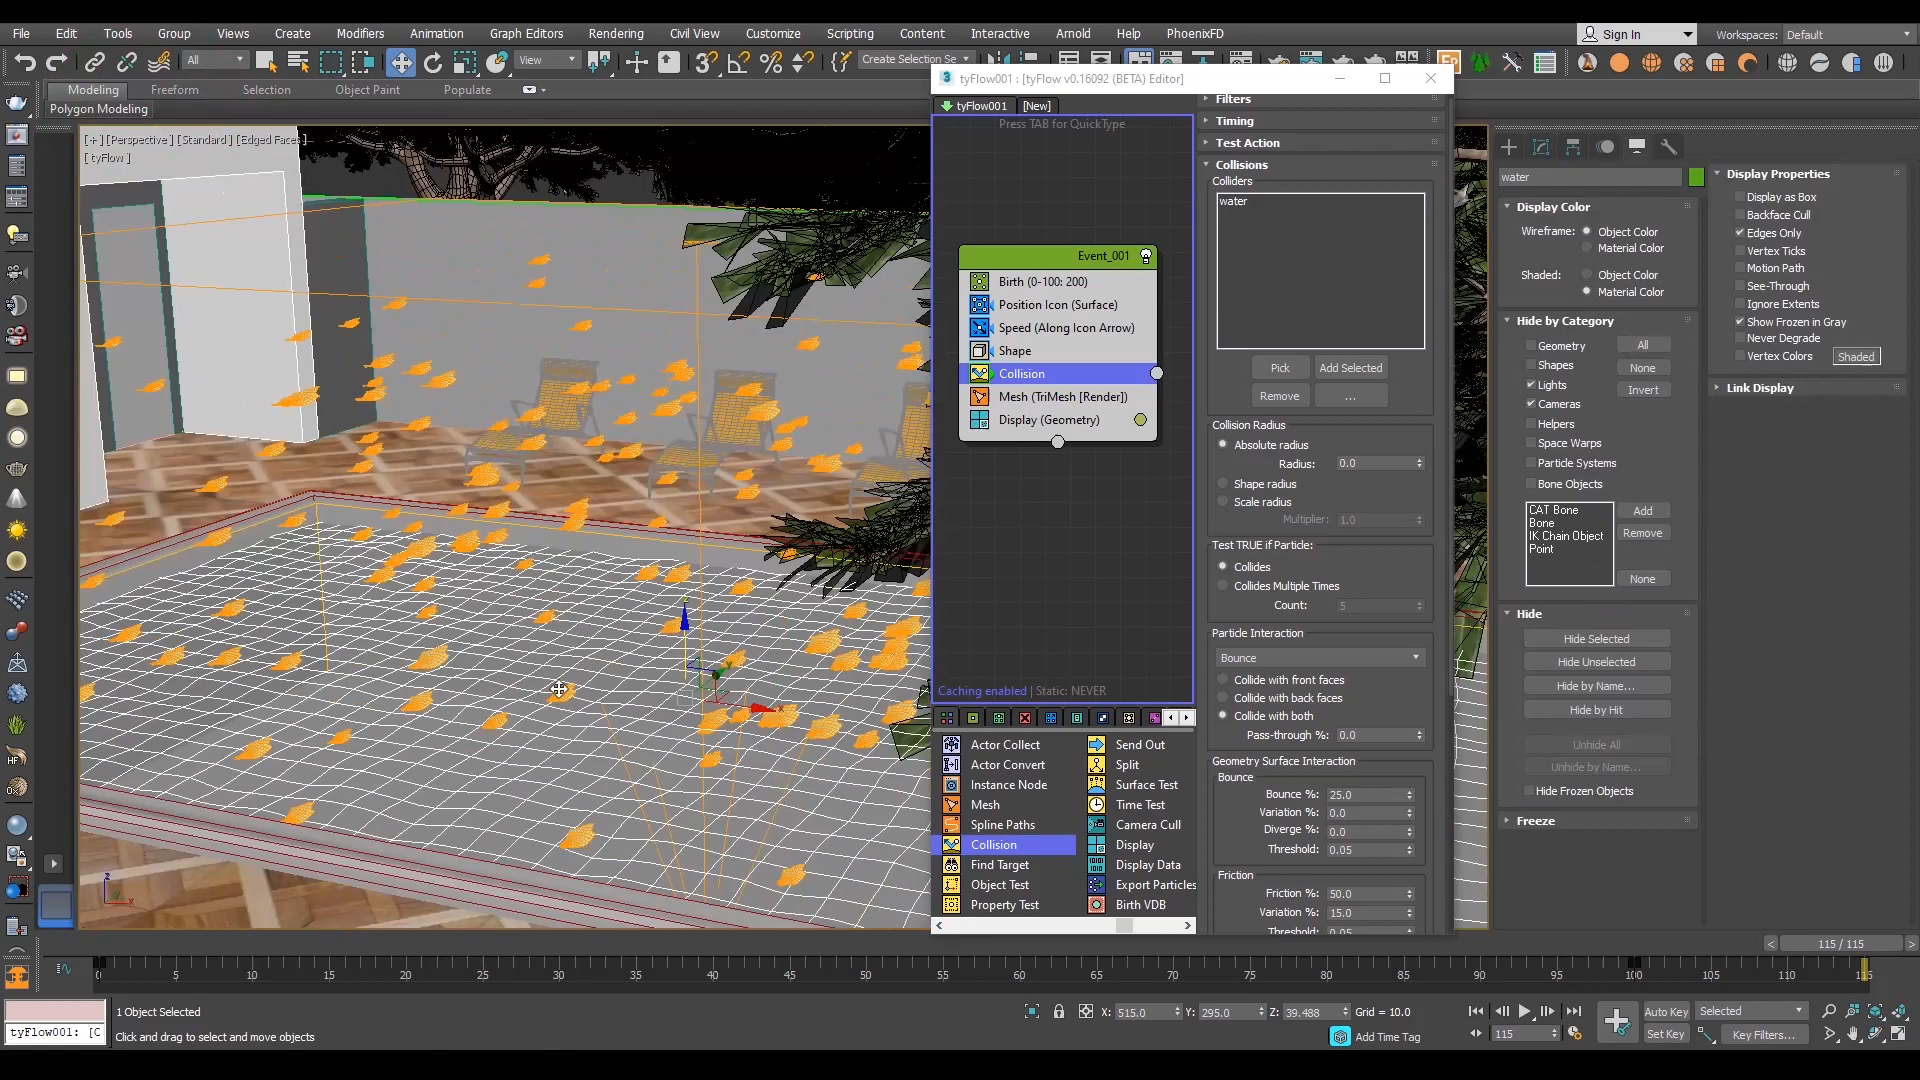 File Edit Tools Group Views Create Modifiers Animation Graph Editors Rendering Civil View Customize Scripting Content Interactive Arnold Help PhoenixFD
Sign In
Workspaces: Default
All
View
Create Selection Se
Modeling Freeform Selection Object Paint Populate
Polygon Modeling
[+] [Perspective ] [Standard ] [Edged Faces ]
[ tyFlow ]
tyFlow001 : [tyFlow v0.16092 (BETA) Editor]
tyFlow001 [New]
Press TAB for QuickType
Event_001
Birth (0-100: 200)
Position Icon (Surface)
Speed (Along Icon Arrow)
Shape
Collision
Mesh (TriMesh [Render])
Display (Geometry)
Caching enabled | Static: NEVER
Actor Collect
Actor Convert
Instance Node
Mesh
Spline Paths
Collision
Find Target
Object Test
Property Test
Send Out
Split
Surface Test
Time Test
Camera Cull
Display
Display Data
Export Particles
Birth VDB
Filters
Timing
Test Action
Collisions
Colliders
water
Pick Add Selected
Remove ...
Collision Radius
Absolute radius
Radius: 0.0
Shape radius
Scale radius
Multiplier: 1.0
Test TRUE if Particle:
Collides
Collides Multiple Times
Count: 5
Particle Interaction
Bounce
Collide with front faces
Collide with back faces
Collide with both
Pass-through %: 0.0
Geometry Surface Interaction
Bounce
Bounce %: 25.0
Variation %: 0.0
Diverge %: 0.0
Threshold: 0.05
Friction
Friction %: 50.0
Variation %: 15.0
Threshold: 0.05
water
Display Color
Wireframe: Object Color
Material Color
Shaded: Object Color
Material Color
Hide by Category
Geometry All
Shapes None
Lights Invert
Cameras
Helpers
Space Warps
Particle Systems
Bone Objects
CAT Bone
Bone
IK Chain Object
Point
Add
Remove
None
Hide
Hide Selected
Hide Unselected
Hide by Name...
Hide by Hit
Unhide All
Unhide by Name...
Hide Frozen Objects
Freeze
Display Properties
Display as Box
Backface Cull
Edges Only
Vertex Ticks
Motion Path
See-Through
Ignore Extents
Show Frozen in Gray
Never Degrade
Vertex Colors Shaded
Link Display
< 115 / 115 >
0 5 10 15 20 25 30 35 40 45 50 55 60 65 70 75 80 85 90 95 100 105 110 115
1 Object Selected
X: 515.0 Y: 295.0 Z: 39.488 Grid = 10.0
Auto Key Selected
tyFlow001: [C
Click and drag to select and move objects
Add Time Tag
115
Set Key Key Filters...